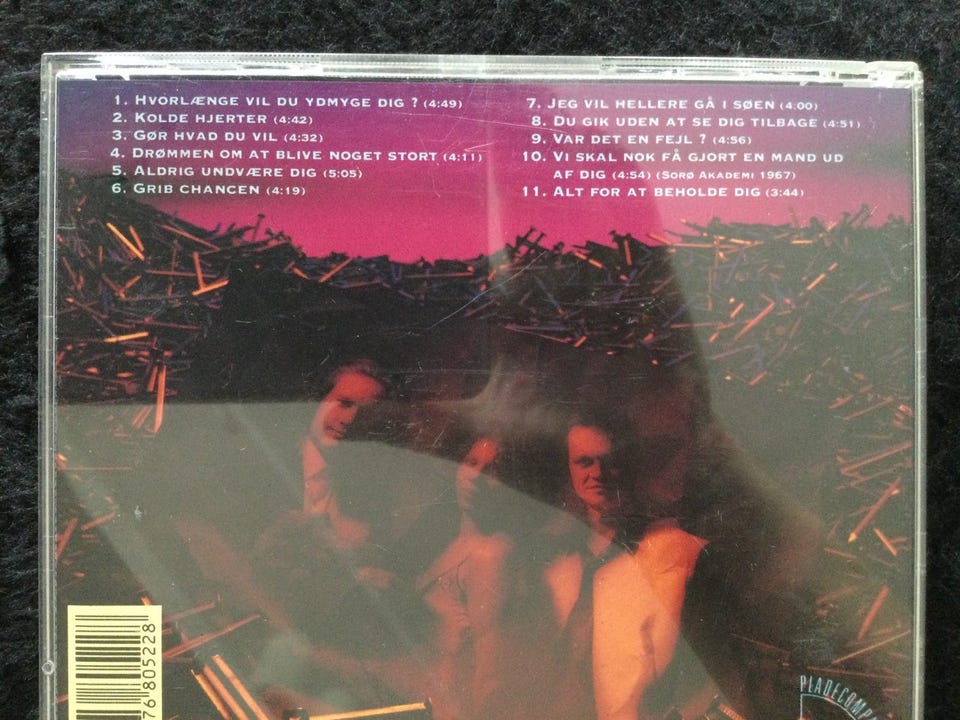 1. Hvorlænge vil du ydmyge dig ? (4:49)
2. Kolde hjerter (4:42)
3. Gør hvad du vil (4:32)
4. Drømmen om at blive noget stort (4:11)
5. Aldrig undvære dig (5:05)
6. Grib chancen (4:19)
7. Jeg vil hellere gå i søen (4:00)
8. Du gik uden at se dig tilbage (4:51)
9. Var det en fejl ? (4:56)
10. Vi skal nok få gjort en mand ud
af dig (4:54) (Sorø Akademi 1967)
11. Alt for at beholde dig (3:44)
76805228